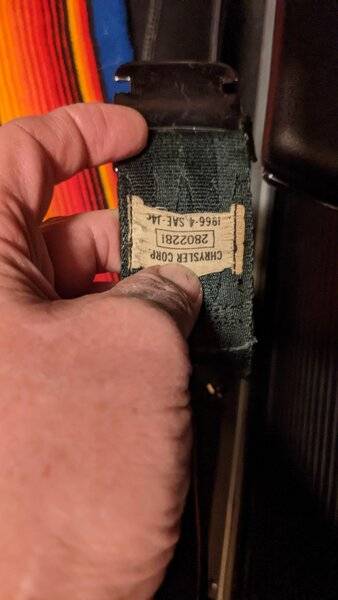 CHRYSLER CORP.
2802281
1966-4 SAE-J4c